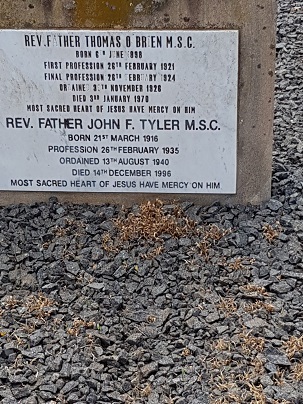 REV. FATHER THOMAS O'BRIEN M.S.C.
BORN 6TH JUNE 1898
FIRST PROFESSION 26TH FEBRUARY 1921
FINAL PROFESSION 26TH FEBRUARY 1924
ORDAINED 30TH NOVEMBER 1926
DIED 3RD JANUARY 1970
MOST SACRED HEART OF JESUS HAVE MERCY ON HIM
REV. FATHER JOHN F. TYLER M.S.C.
BORN 21ST MARCH 1916
PROFESSION 26TH FEBRUARY 1935
ORDAINED 13TH AUGUST 1940
DIED 14TH DECEMBER 1996
MOST SACRED HEART OF JESUS HAVE MERCY ON HIM